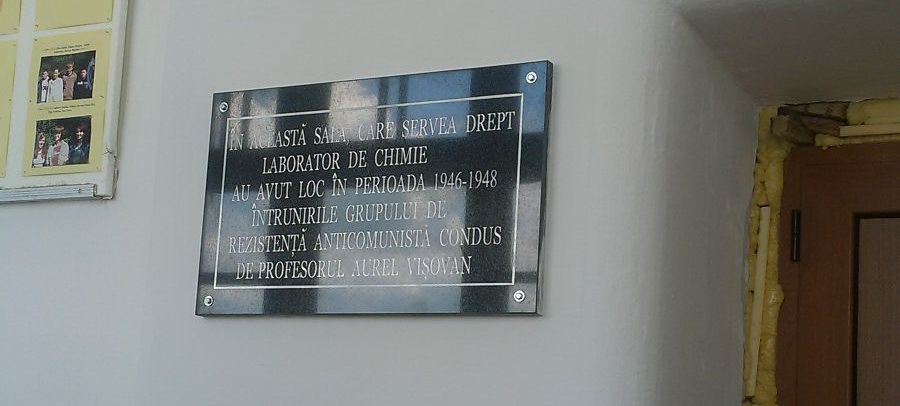 ÎN ACEASTĂ SALĂ, CARE SERVEA DREPT
LABORATOR DE CHIMIE
AU AVUT LOC ÎN PERIOADA 1946-1948
ÎNTRUNIRILE GRUPULUI DE
REZISTENȚĂ ANTICOMUNISTĂ CONDUS
DE PROFESORUL AUREL VIȘOVAN